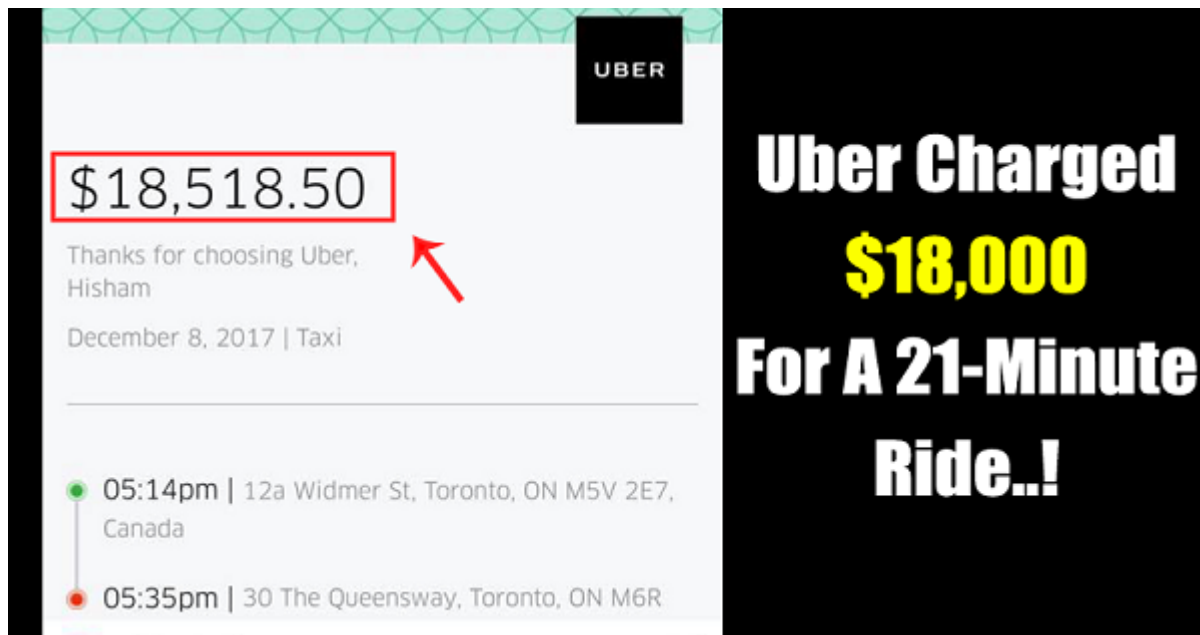 UBER
$18,518.50
Thanks for choosing Uber,
Hisham
December 8, 2017 | Taxi
05:14pm | 12a Widmer St, Toronto, ON M5V 2E7,
Canada
05:35pm | 30 The Queensway, Toronto, ON M6R
Uber Charged
$18,000
For A 21-Minute
Ride..!